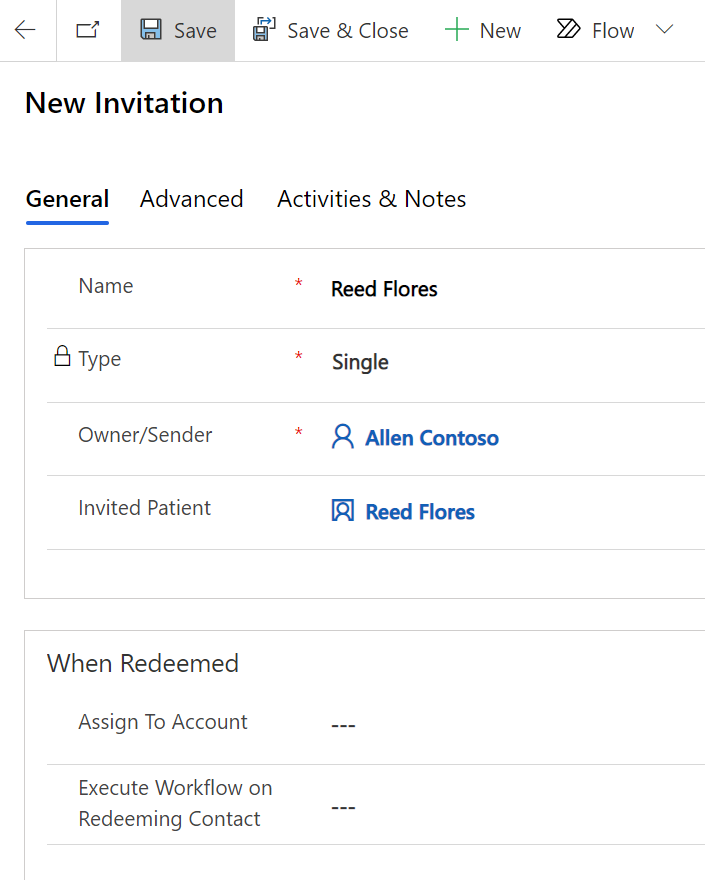 Save Save & Close New Flow
New Invitation
General Advanced Activities & Notes
Name * Reed Flores
Type * Single
Owner/Sender * Allen Contoso
Invited Patient Reed Flores
When Redeemed
Assign To Account ---
Execute Workflow on
Redeeming Contact ---